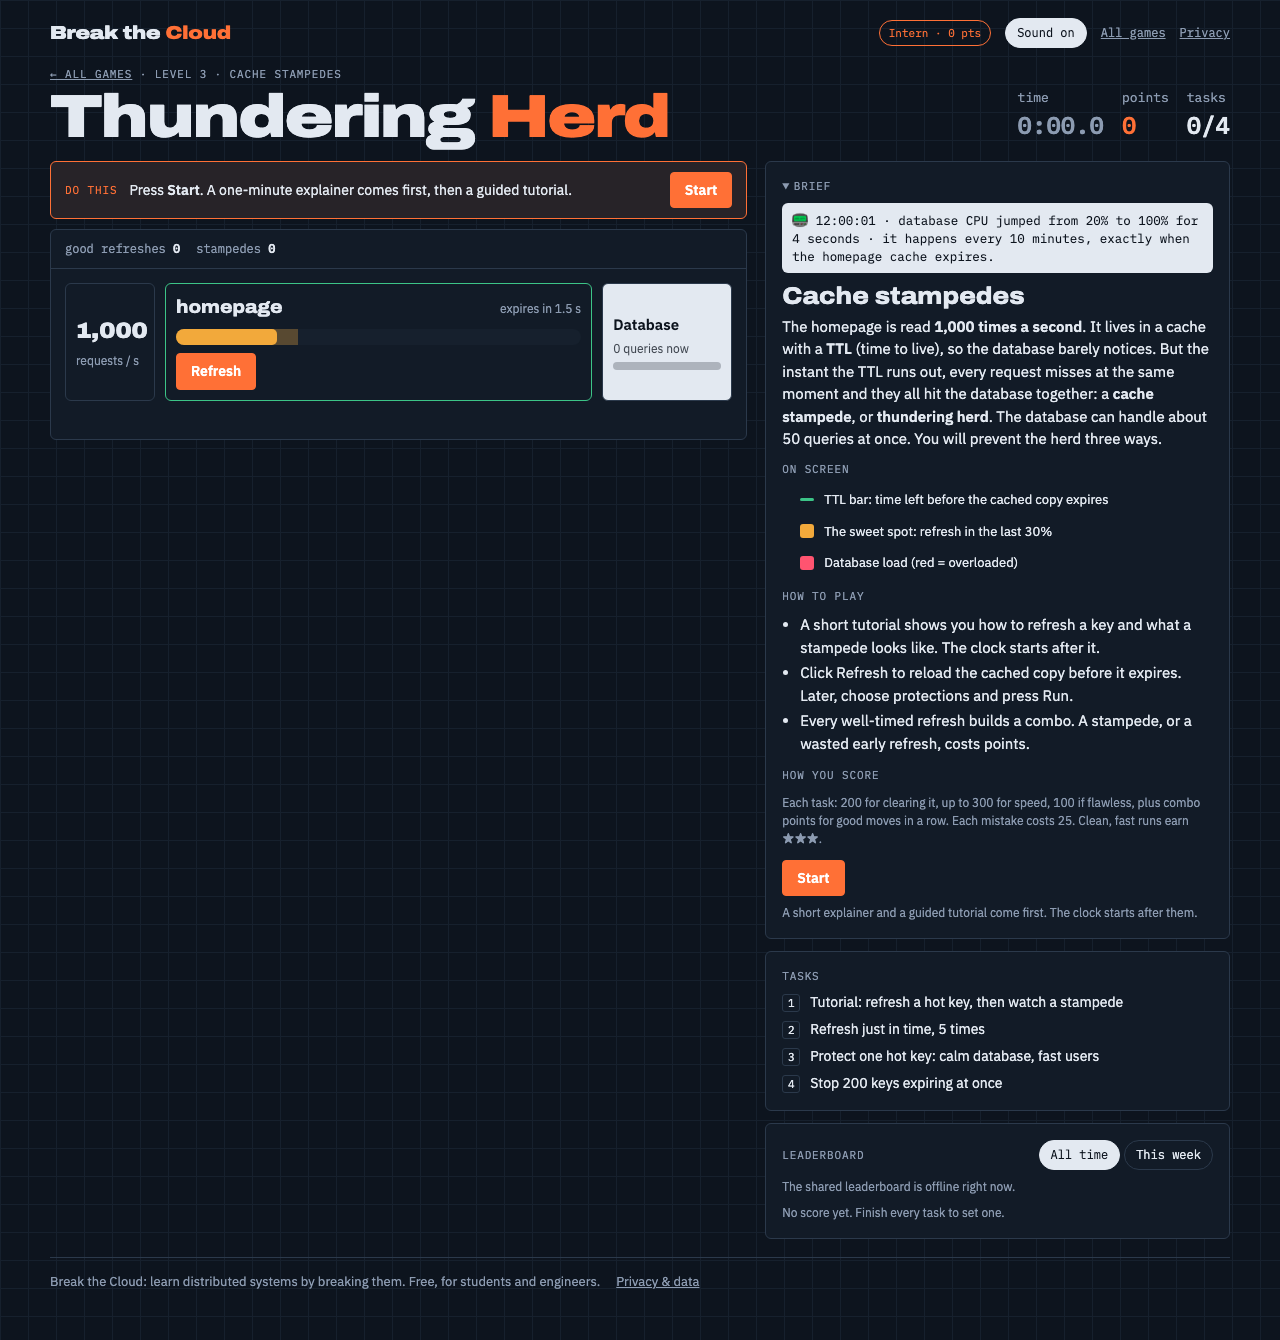 Break the Cloud
Intern · 0 pts
Sound on
All games
Privacy
← ALL GAMES · LEVEL 3 · CACHE STAMPEDES
Thundering Herd
time
0:00.0
points
0
tasks
0/4
DO THIS Press Start. A one-minute explainer comes first, then a guided tutorial.
Start
good refreshes 0 stampedes 0
1,000
requests / s
homepage
expires in 1.5 s
Refresh
Database
0 queries now
▼ BRIEF
12:00:01 · database CPU jumped from 20% to 100% for
4 seconds · it happens every 10 minutes, exactly when
the homepage cache expires.
Cache stampedes
The homepage is read 1,000 times a second. It lives in a cache
with a TTL (time to live), so the database barely notices. But the
instant the TTL runs out, every request misses at the same
moment and they all hit the database together: a cache
stampede, or thundering herd. The database can handle about
50 queries at once. You will prevent the herd three ways.
ON SCREEN
TTL bar: time left before the cached copy expires
The sweet spot: refresh in the last 30%
Database load (red = overloaded)
HOW TO PLAY
• A short tutorial shows you how to refresh a key and what a
stampede looks like. The clock starts after it.
• Click Refresh to reload the cached copy before it expires.
Later, choose protections and press Run.
• Every well-timed refresh builds a combo. A stampede, or a
wasted early refresh, costs points.
HOW YOU SCORE
Each task: 200 for clearing it, up to 300 for speed, 100 if flawless, plus combo
points for good moves in a row. Each mistake costs 25. Clean, fast runs earn
★★★.
Start
A short explainer and a guided tutorial come first. The clock starts after them.
TASKS
1 Tutorial: refresh a hot key, then watch a stampede
2 Refresh just in time, 5 times
3 Protect one hot key: calm database, fast users
4 Stop 200 keys expiring at once
LEADERBOARD
All time
This week
The shared leaderboard is offline right now.
No score yet. Finish every task to set one.
Break the Cloud: learn distributed systems by breaking them. Free, for students and engineers. Privacy & data